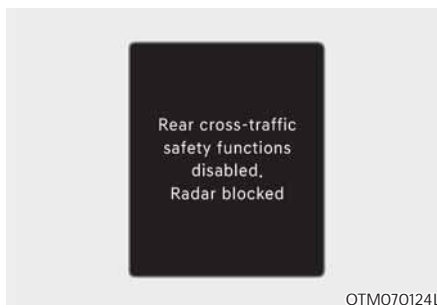 Rear cross-traffic
safety functions
disabled.
Radar blocked
OTM070124L